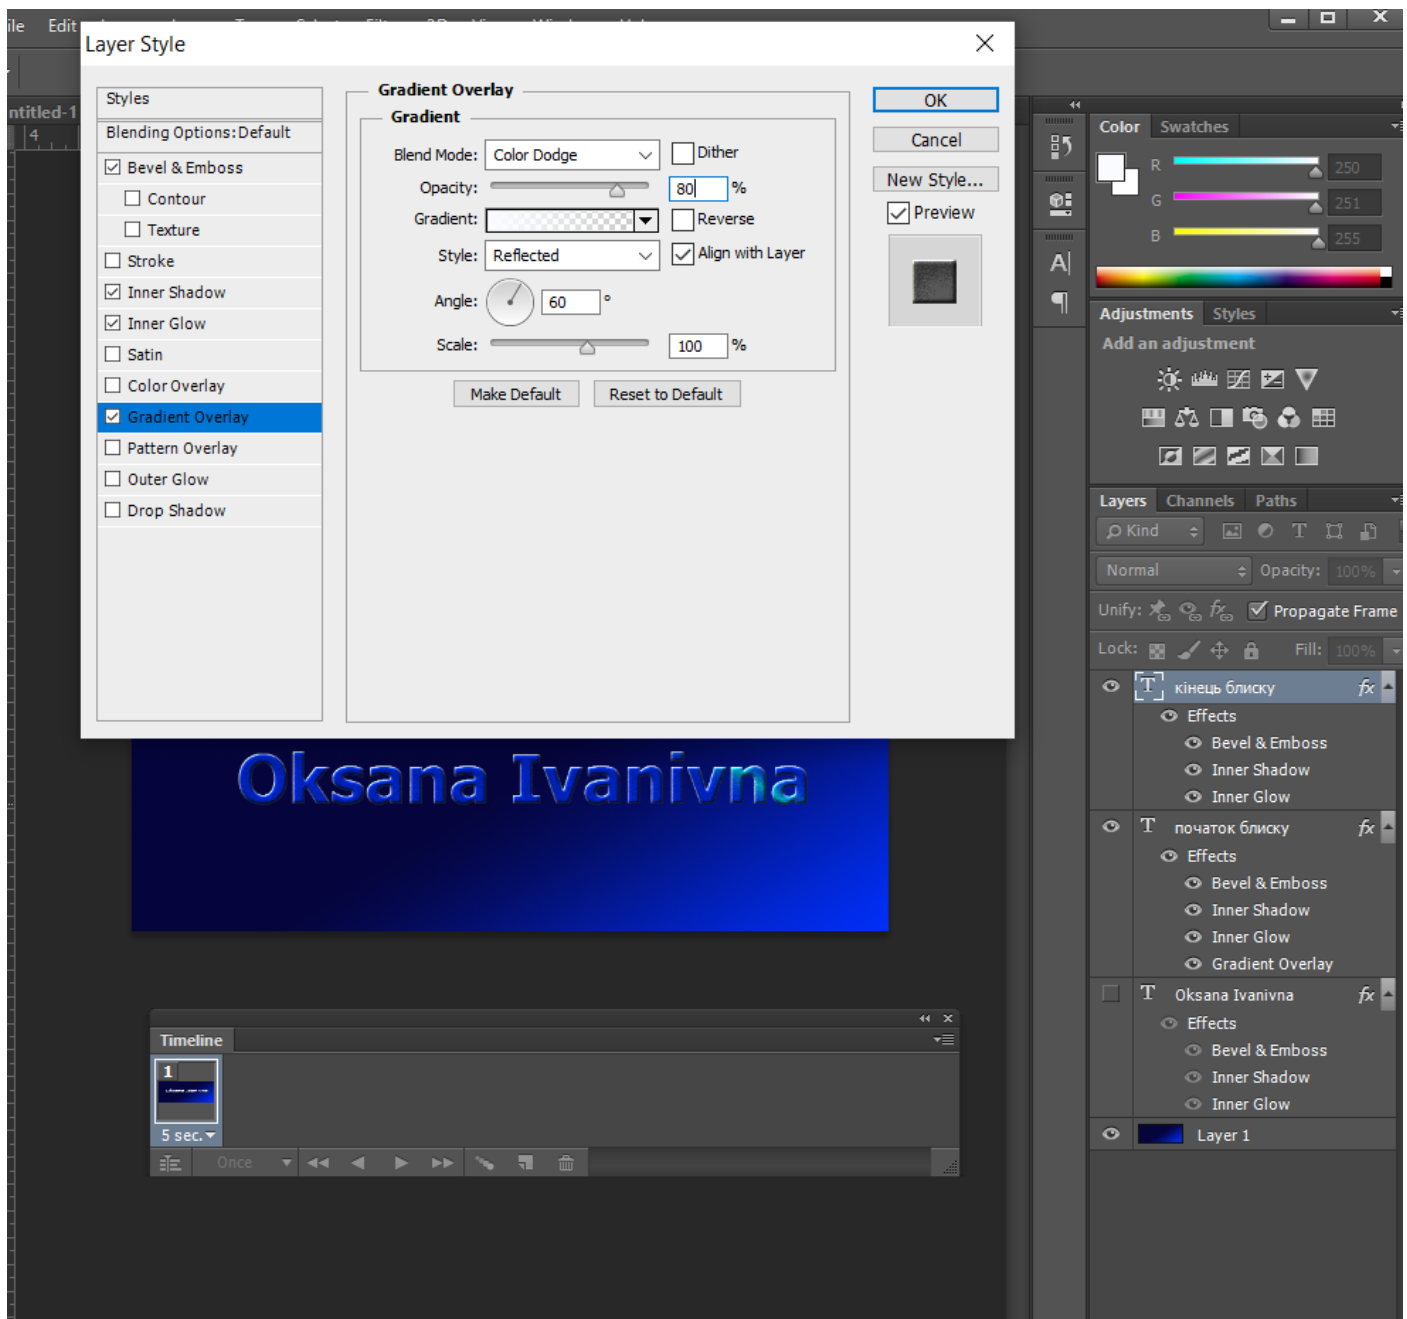 ile Edit
Layer Style
ntitled-1
4
Styles
Blending Options:Default
Bevel & Emboss
Contour
Texture
Stroke
Inner Shadow
Inner Glow
Satin
Color Overlay
Gradient Overlay
Pattern Overlay
Outer Glow
Drop Shadow
Gradient Overlay
Gradient
Blend Mode: Color Dodge Dither
Opacity: 80 %
Gradient: Reverse
Style: Reflected Align with Layer
Angle: 60 °
Scale: 100 %
Make Default Reset to Default
OK
Cancel
New Style...
Preview
Color Swatches
R 250
G 251
B 255
Adjustments Styles
Add an adjustment
Layers Channels Paths
Kind
Normal Opacity: 100%
Unify: Propagate Frame
Lock: Fill: 100%
T кінець блиску fx
Effects
Bevel & Emboss
Inner Shadow
Inner Glow
T початок блиску fx
Effects
Bevel & Emboss
Inner Shadow
Inner Glow
Gradient Overlay
T Oksana Ivanivna fx
Effects
Bevel & Emboss
Inner Shadow
Inner Glow
Layer 1
Oksana Ivanivna
Timeline
1
5 sec.
Once